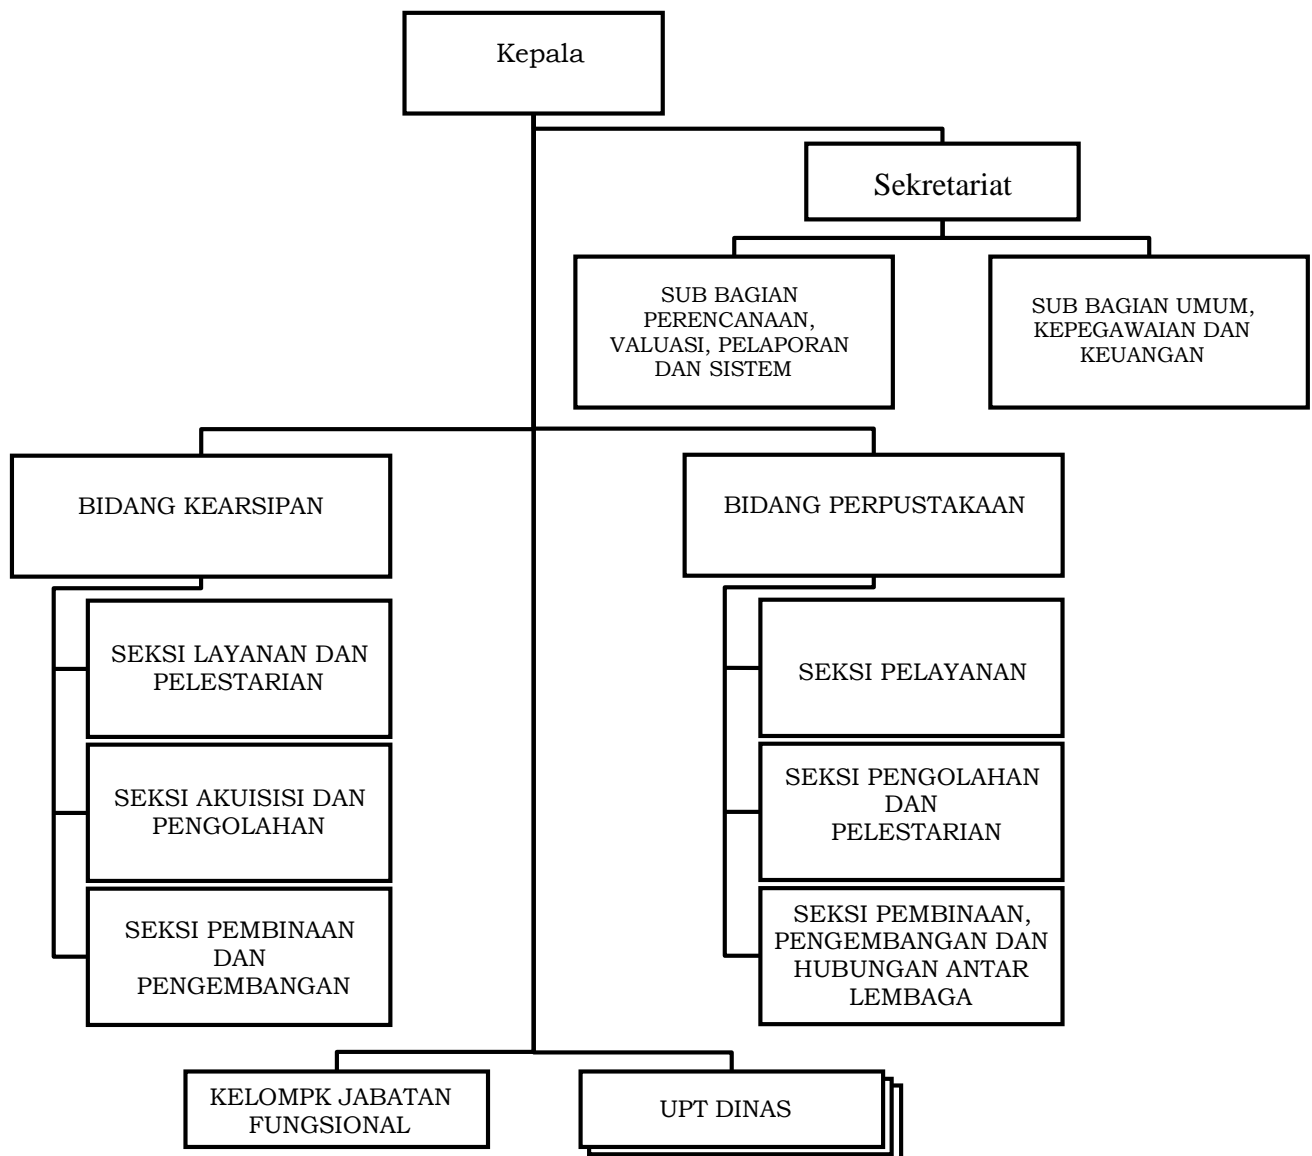 Kepala
Sekretariat
SUB BAGIAN
PERENCANAAN,
VALUASI, PELAPORAN
DAN SISTEM
SUB BAGIAN UMUM,
KEPEGAWAIAN DAN
KEUANGAN
BIDANG KEARSIPAN
BIDANG PERPUSTAKAAN
SEKSI LAYANAN DAN
PELESTARIAN
SEKSI AKUISISI DAN
PENGOLAHAN
SEKSI PEMBINAAN
DAN
PENGEMBANGAN
SEKSI PELAYANAN
SEKSI PENGOLAHAN
DAN
PELESTARIAN
SEKSI PEMBINAAN,
PENGEMBANGAN DAN
HUBUNGAN ANTAR
LEMBAGA
KELOMPK JABATAN
FUNGSIONAL
UPT DINAS